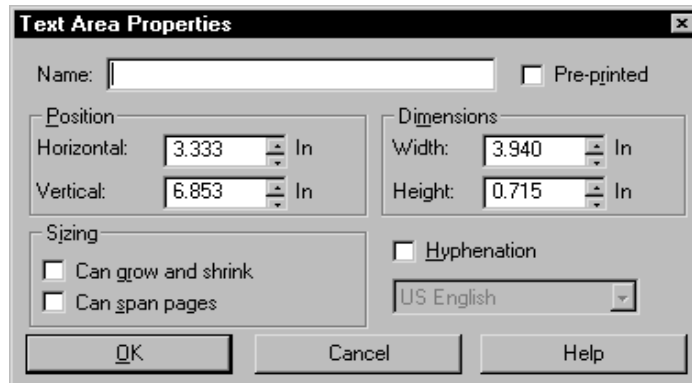 Text Area Properties
Name: Pre-printed
Position Dimensions
Horizontal: 3.333 In Width: 3.940 In
Vertical: 6.853 In Height: 0.715 In
Sizing
Hyphenation
Can grow and shrink
Can span pages US English
OK Cancel Help